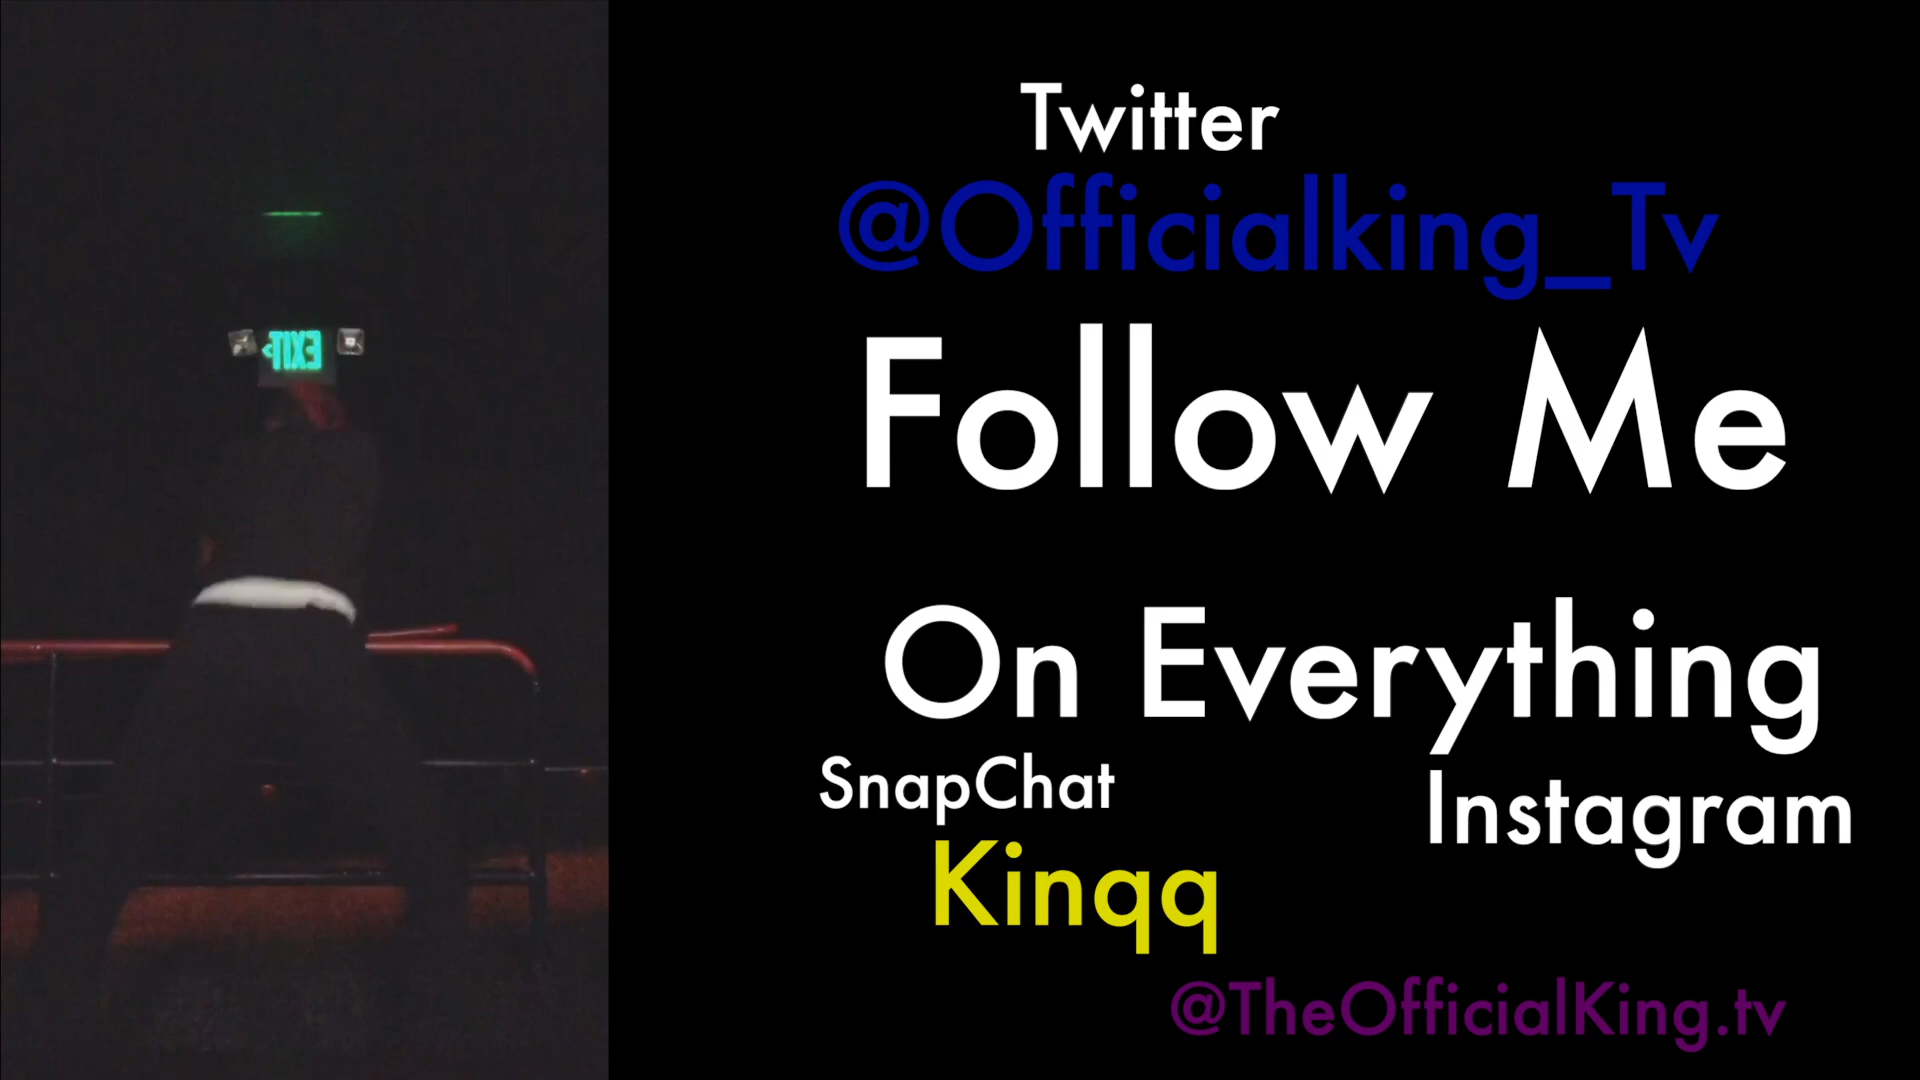 Twitter
@Officialking_Tv
Follow Me
On Everything
SnapChat
Instagram
Kinqq
@TheOfficialKing.tv
EXIT